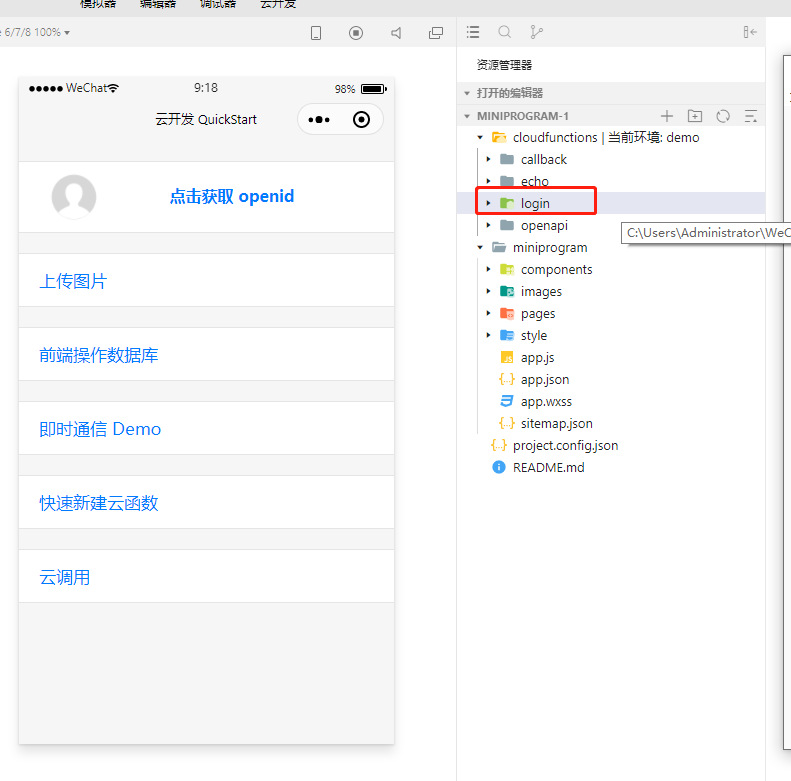 模拟器 编辑器 调试器 云开发
6/7/8 100%
资源管理器
打开的编辑器
WeChat 9:18 98%
云开发 QuickStart
点击获取 openid
上传图片
前端操作数据库
即时通信 Demo
快速新建云函数
云调用
MINIPROGRAM-1
cloudfunctions | 当前环境: demo
callback
echo
login
openapi
C:\Users\Administrator\WeC
miniprogram
components
images
pages
style
JS app.js
{..} app.json
app.wxss
{..} sitemap.json
{..} project.config.json
README.md